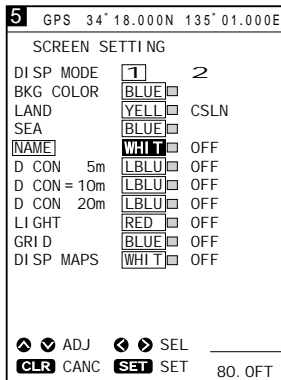 5 GPS 34°18.000N 135°01.000E
SCREEN SETTING
DISP MODE 1 2
BKG COLOR BLUE
LAND YELL CSLN
SEA BLUE
NAME WHIT OFF
D CON 5m LBLU OFF
D CON=10m LBLU OFF
D CON 20m LBLU OFF
LIGHT RED OFF
GRID BLUE OFF
DISP MAPS WHIT OFF
ADJ SEL
CLR CANC SET SET 80.0FT